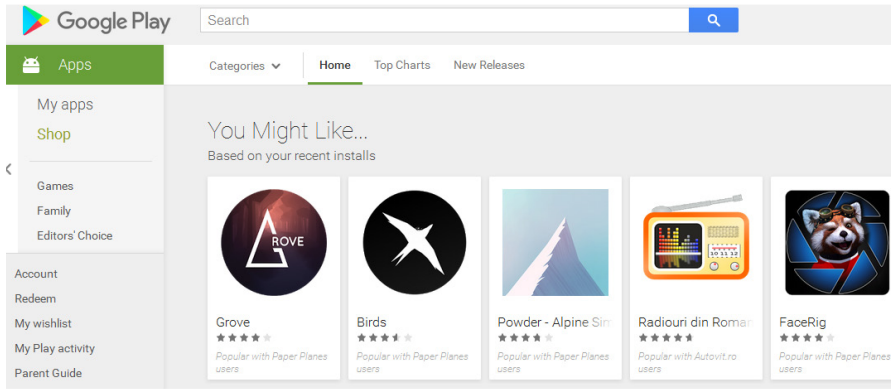 Google Play
Search
Apps
Categories
Home
Top Charts
New Releases
My apps
Shop
Games
Family
Editors' Choice
Account
Redeem
My wishlist
My Play activity
Parent Guide
You Might Like...
Based on your recent installs
GROVE
Grove
Popular with Paper Planes
users
Birds
Popular with Paper Planes
users
Powder - Alpine Sim
Popular with Paper Planes
users
10 11 12
Radiouri din Roman
Popular with Autovit.ro
users
FaceRig
Popular with Paper Planes
users